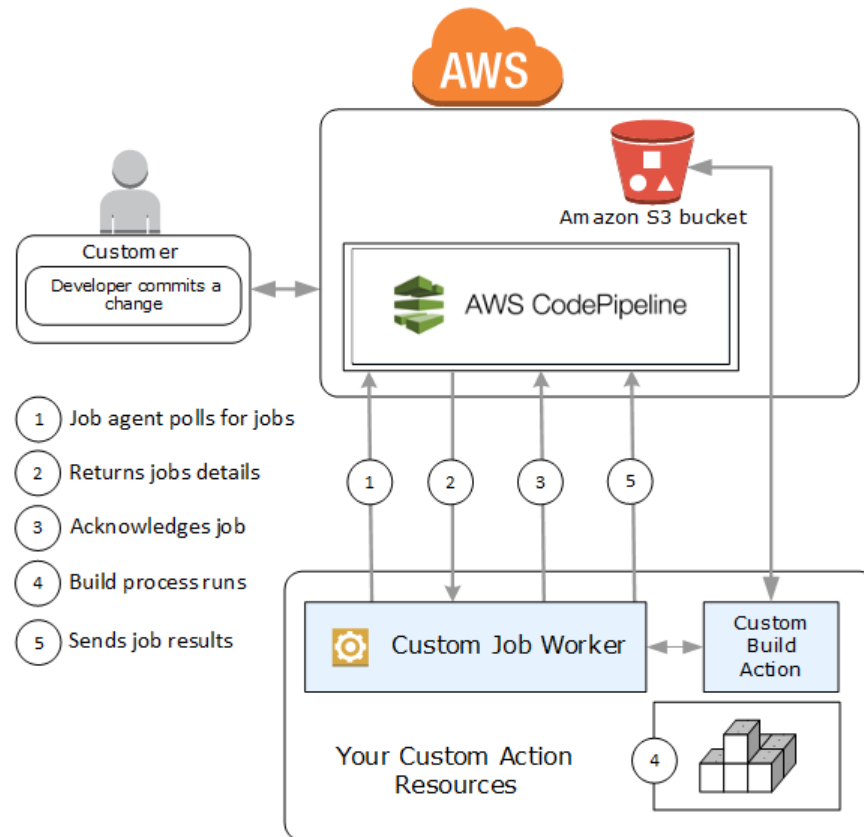 AWS
Amazon S3 bucket
Customer
Developer commits a
change
AWS CodePipeline
1 Job agent polls for jobs
2 Returns jobs details
3 Acknowledges job
4 Build process runs
5 Sends job results
1
2
3
5
Custom Job Worker
Custom
Build
Action
Your Custom Action
Resources
4